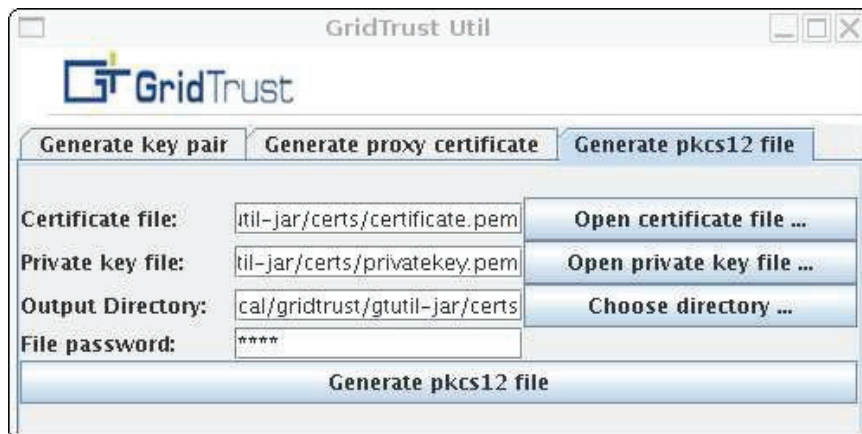 GridTrust Util
GridTrust
Generate key pair Generate proxy certificate Generate pkcs12 file
Certificate file: util-jar/certs/certificate.pem Open certificate file ...
Private key file: til-jar/certs/privatekey.pem Open private key file ...
Output Directory: cal/gridtrust/gtutil-jar/certs Choose directory ...
File password: ****
Generate pkcs12 file